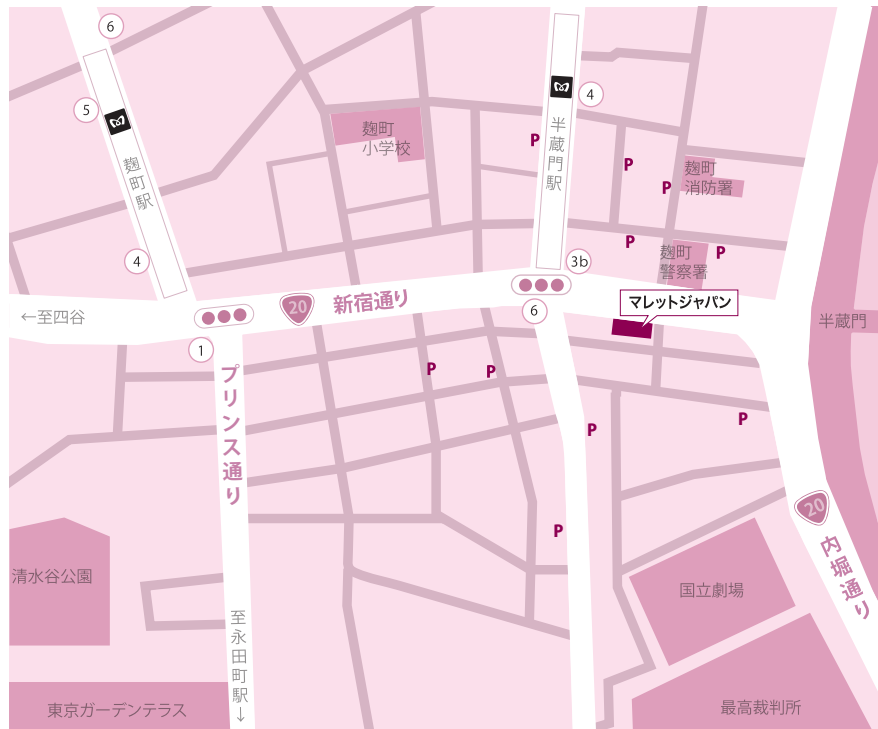 6
5
麹町駅
4
麹町
小学校
4
半蔵門駅
P
P
P
麹町
消防署
P
麹町
警察署
P
3b
←至四谷
20
新宿通り
6
マレットジャパン
半蔵門
1
プリンス通り
P
P
P
P
P
20
内堀通り
清水谷公園
国立劇場
至永田町駅→
東京ガーデンテラス
最高裁判所